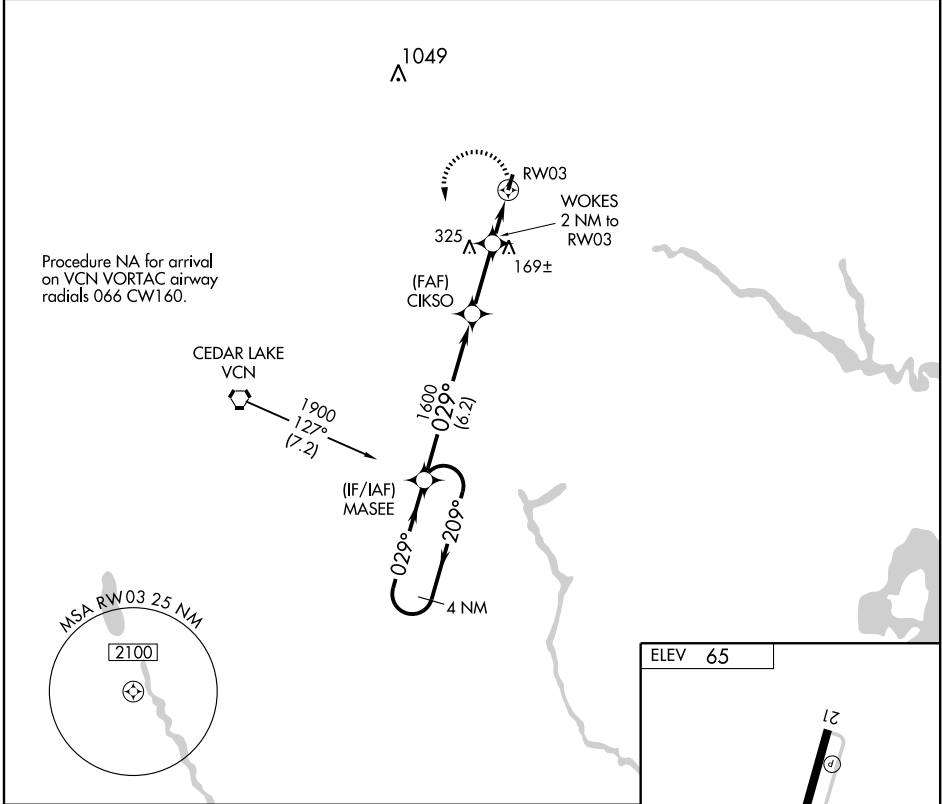 1049
RW03
WOKES
2 NM to
RW03
325
169±
(FAF)
CIKSO
Procedure NA for arrival
on VCN VORTAC airway
radials 066 CW160.
CEDAR LAKE
VCN
1900
127°
(7.2)
1600
029°
(6.2)
(IF/IAF)
MASEE
029°
209°
4 NM
MSA RW03 25 NM
2100
ELEV 65
21
P